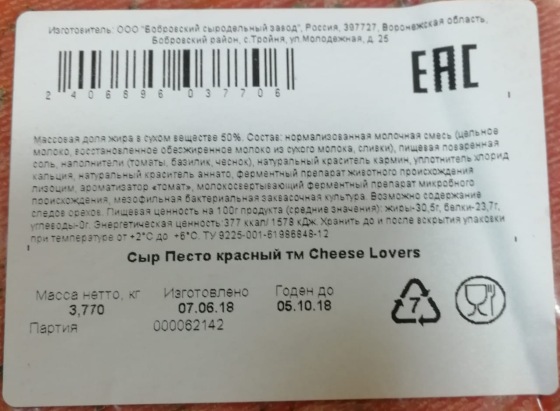 Изготовитель: ООО "Бобровский сыродельный завод", Россия, 397727, Воронежская область,
Бобровский район, с.Тройня, ул.Молодежная, д. 25
EAC
2 406896 037706
Массовая доля жира в сухом веществе 50%. Состав: нормализованная молочная смесь (цельное
молоко, восстановленное обезжиренное молоко из сухого молока, сливки), пищевая поваренная
соль, наполнители (томаты, базилик, чеснок), натуральный краситель кармин, уплотнитель хлорид
кальция, натуральный краситель аннато, ферментный препарат животного происхождения
лизоцим, ароматизатор «томат», молокосвертывающий ферментный препарат микробного
происхождения, мезофильная бактериальная заквасочная культура. Возможно содержание
следов орехов. Пищевая ценность на 100г продукта (средние значения): жиры-30,5г, белки-23,7г,
углеводы-0г. Энергетическая ценность:377 ккал/ 1578 кДж. Хранить до и после вскрытия упаковки
при температуре от +2°С до +6°С. ТУ 9225-001-61986848-12
Сыр Песто красный тм Cheese Lovers
Масса нетто, кг Изготовлено Годен до
3,770 07.06.18 05.10.18
Партия 000062142
7